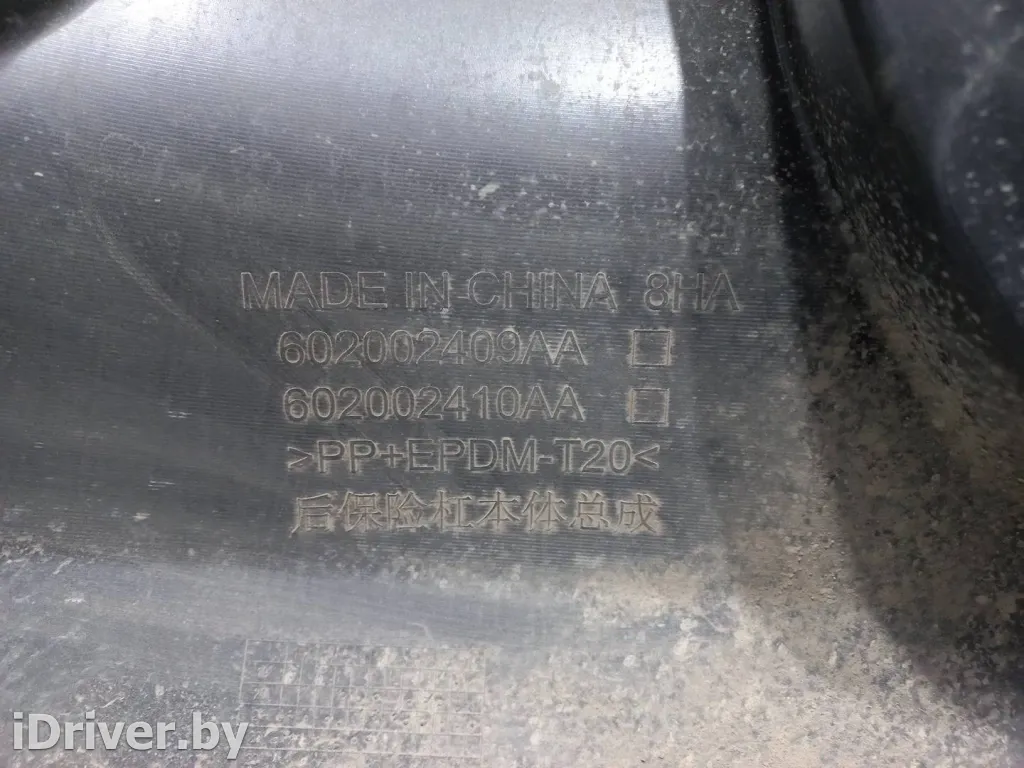 MADE IN CHINA 8HA
602002409AA □
602002410AA □
>PP+EPDM-T20<
后保险杠本体总成
iDriver.by